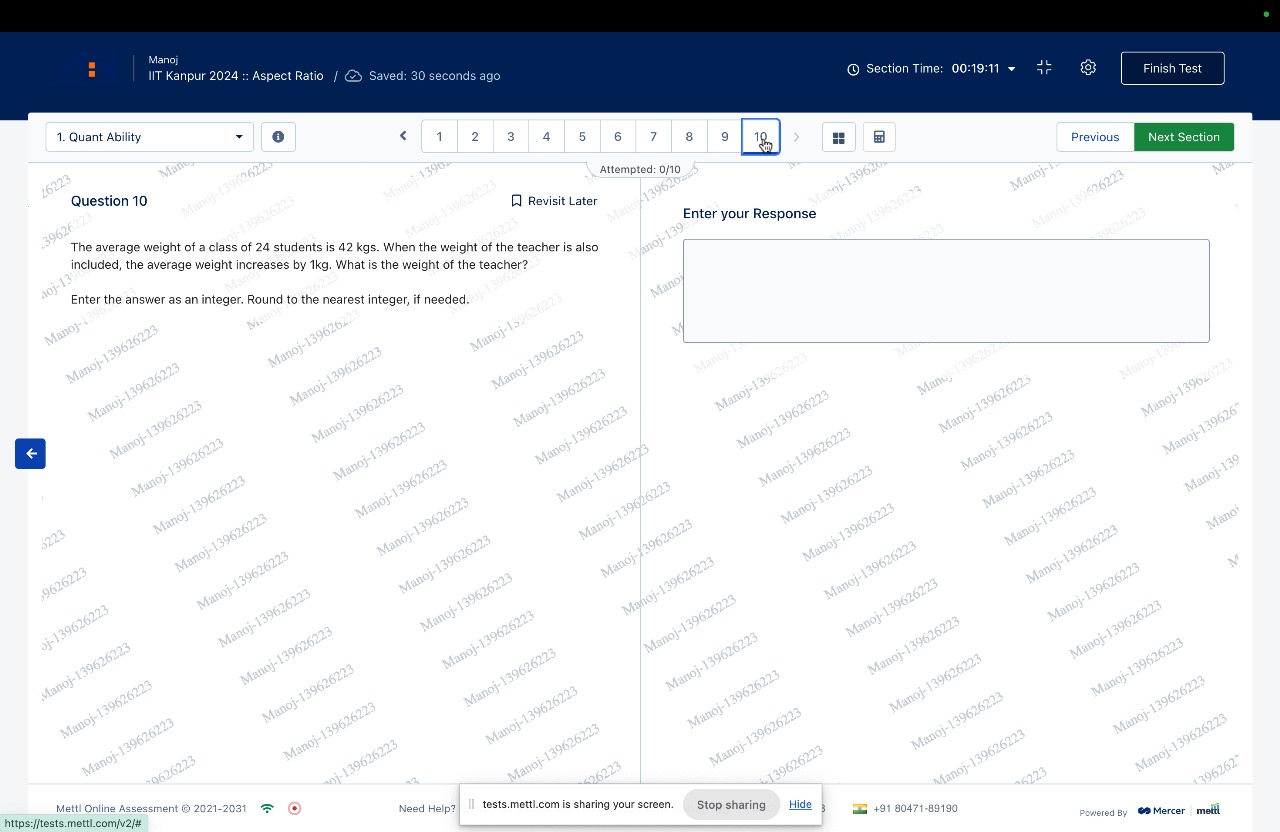 Manoj
IIT Kanpur 2024 :: Aspect Ratio / Saved: 30 seconds ago
Section Time: 00:19:11
Finish Test
1. Quant Ability
1 2 3 4 5 6 7 8 9 10
Previous
Next Section
Attempted: 0/10
Question 10
Revisit Later
The average weight of a class of 24 students is 42 kgs. When the weight of the teacher is also
included, the average weight increases by 1kg. What is the weight of the teacher?
Enter the answer as an integer. Round to the nearest integer, if needed.
Enter your Response
Manoj-139626223
Mettl Online Assessment © 2021-2031
Need Help?
tests.mettl.com is sharing your screen.
Stop sharing
Hide
+91 80471-89190
Powered By
Mercer
mettl
https://tests.mettl.com/v2/#